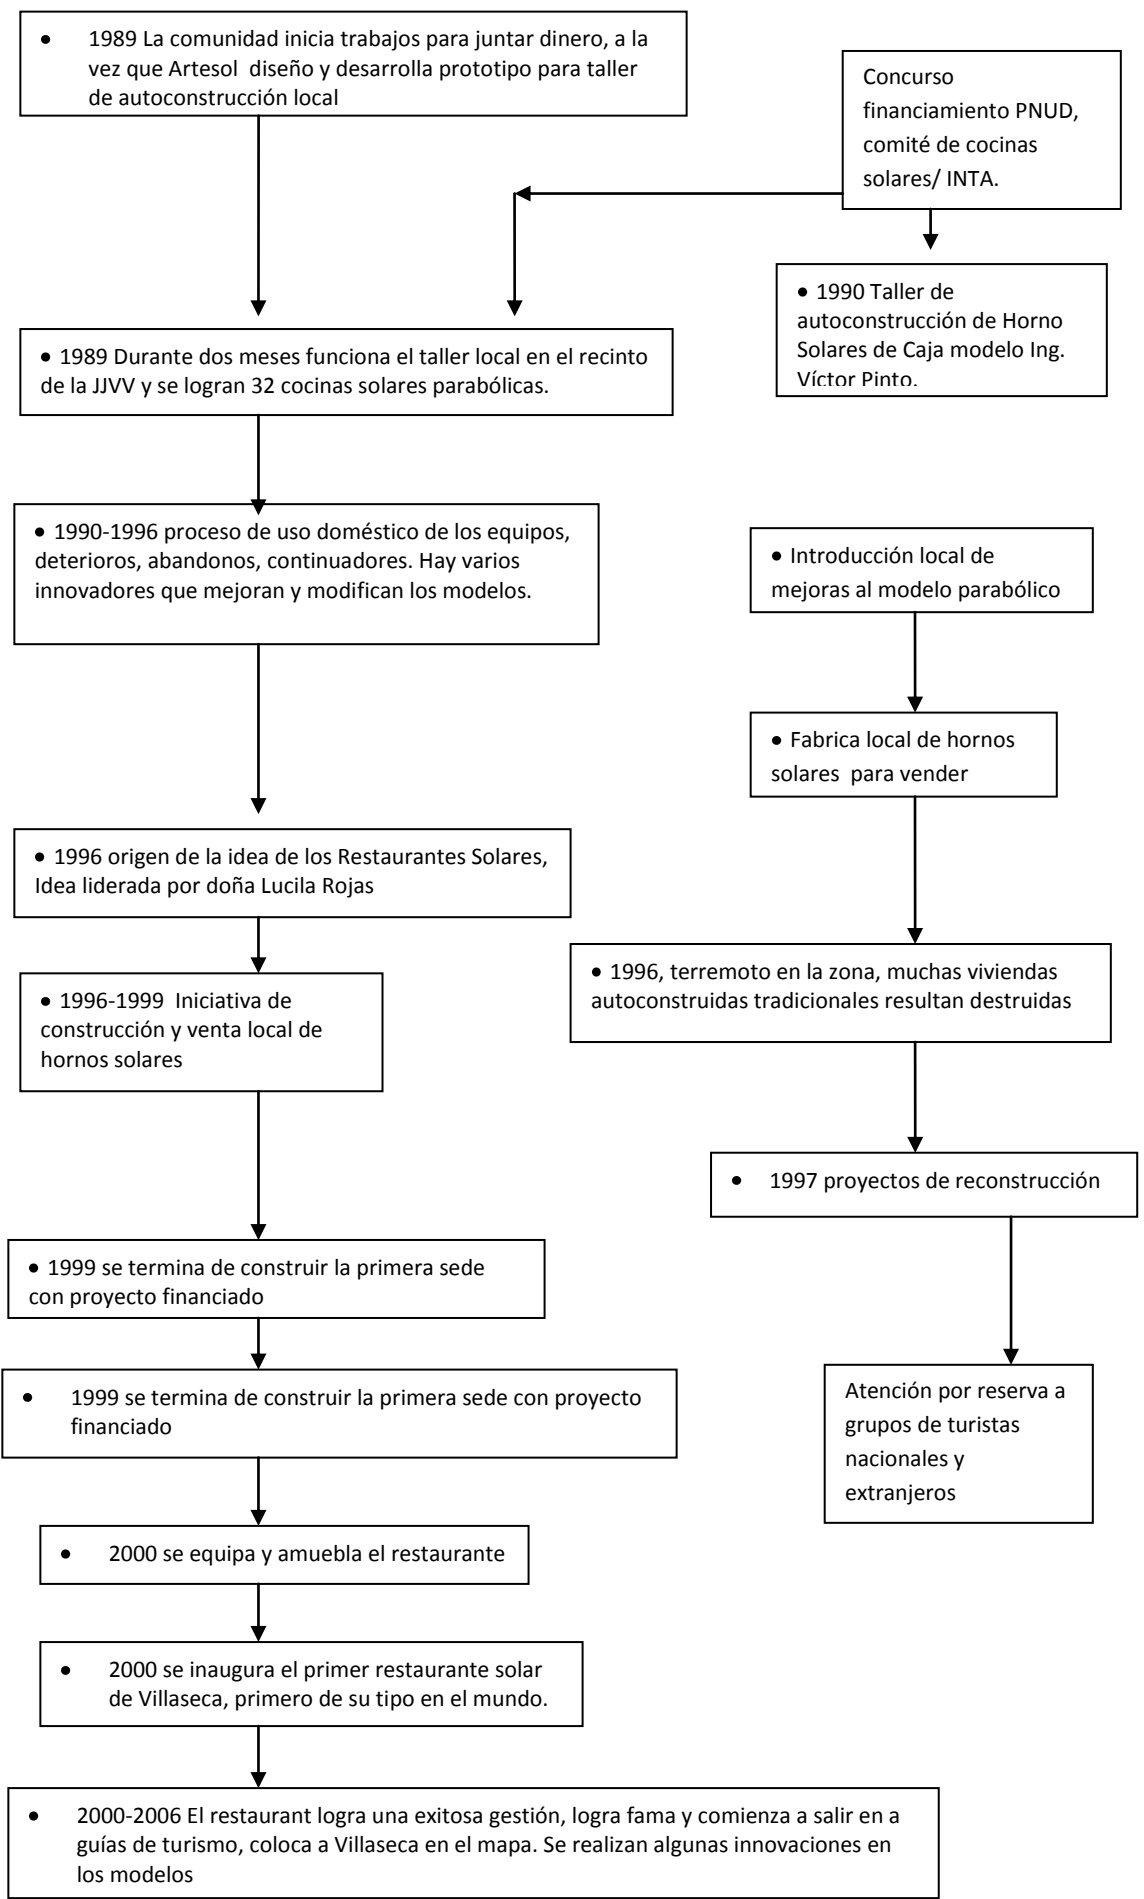 • 1989 La comunidad inicia trabajos para juntar dinero, a la
vez que Artesol  diseño y desarrolla prototipo para taller
de autoconstrucción local
Concurso
financiamiento PNUD,
comité de cocinas
solares/ INTA.
• 1990 Taller de
autoconstrucción de Horno
Solares de Caja modelo Ing.
Víctor Pinto.
• 1989 Durante dos meses funciona el taller local en el recinto
de la JJVV y se logran 32 cocinas solares parabólicas.
• 1990-1996 proceso de uso doméstico de los equipos,
deterioros, abandonos, continuadores. Hay varios
innovadores que mejoran y modifican los modelos.
• Introducción local de
mejoras al modelo parabólico
• Fabrica local de hornos
solares  para vender
• 1996 origen de la idea de los Restaurantes Solares,
Idea liderada por doña Lucila Rojas
• 1996, terremoto en la zona, muchas viviendas
autoconstruidas tradicionales resultan destruidas
• 1996-1999  Iniciativa de
construcción y venta local de
hornos solares
• 1997 proyectos de reconstrucción
• 1999 se termina de construir la primera sede
con proyecto financiado
• 1999 se termina de construir la primera sede con proyecto
financiado
Atención por reserva a
grupos de turistas
nacionales y
extranjeros
• 2000 se equipa y amuebla el restaurante
• 2000 se inaugura el primer restaurante solar
de Villaseca, primero de su tipo en el mundo.
• 2000-2006 El restaurant logra una exitosa gestión, logra fama y comienza a salir en a
guías de turismo, coloca a Villaseca en el mapa. Se realizan algunas innovaciones en
los modelos